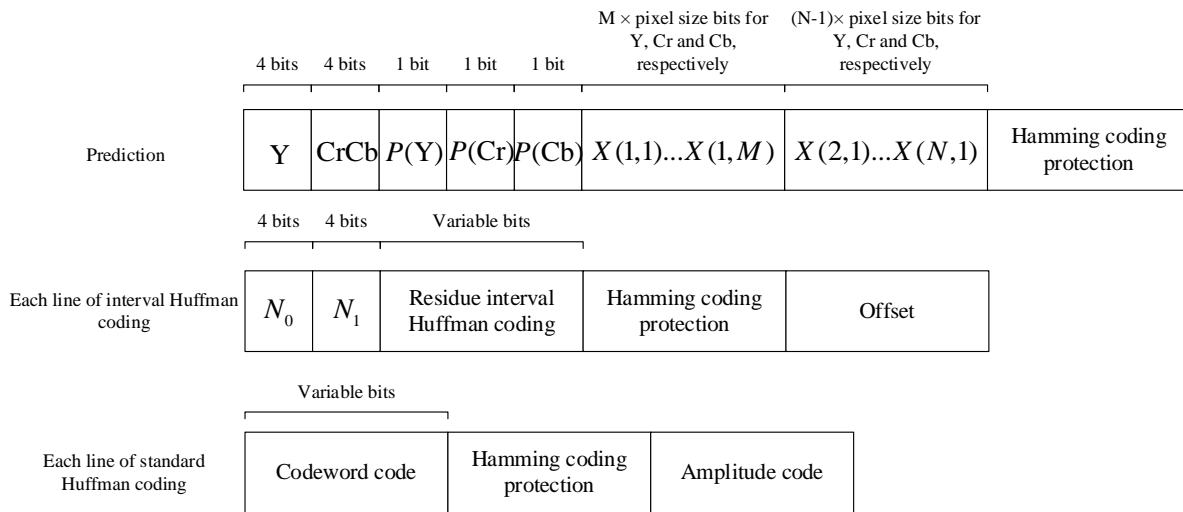 M × pixel size bits for
Y, Cr and Cb,
respectively
(N-1)× pixel size bits for
Y, Cr and Cb,
respectively
4 bits
4 bits
1 bit
1 bit
1 bit
Prediction
Y
CrCb
P(Y)
P(Cr)
P(Cb)
X(1,1)...X(1,M)
X(2,1)...X(N,1)
Hamming coding
protection
4 bits
4 bits
Variable bits
Each line of interval Huffman
coding
N₀
N₁
Residue interval
Huffman coding
Hamming coding
protection
Offset
Variable bits
Each line of standard
Huffman coding
Codeword code
Hamming coding
protection
Amplitude code